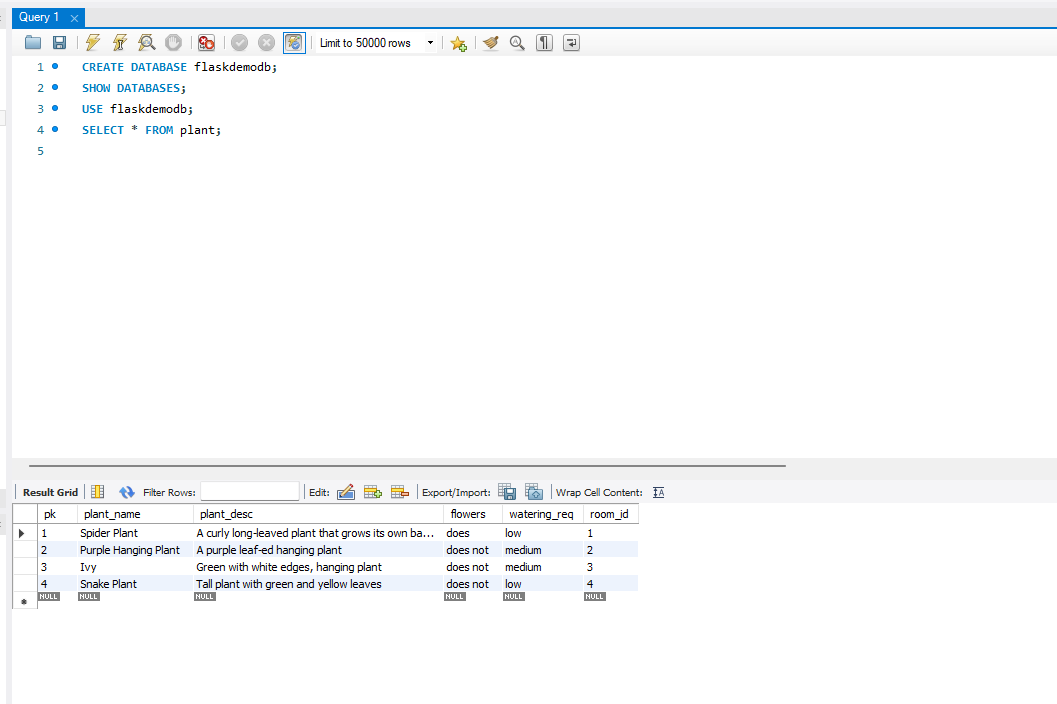 Query 1
Limit to 50000 rows
1 CREATE DATABASE flaskdemodb;
2 SHOW DATABASES;
3 USE flaskdemodb;
4 SELECT * FROM plant;
5
Result Grid Filter Rows: Edit: Export/Import: Wrap Cell Content:
pk plant_name plant_desc flowers watering_req room_id
1 Spider Plant A curly long-leaved plant that grows its own ba... does low 1
2 Purple Hanging Plant A purple leaf-ed hanging plant does not medium 2
3 Ivy Green with white edges, hanging plant does not medium 3
4 Snake Plant Tall plant with green and yellow leaves does not low 4
NULL NULL NULL NULL NULL NULL